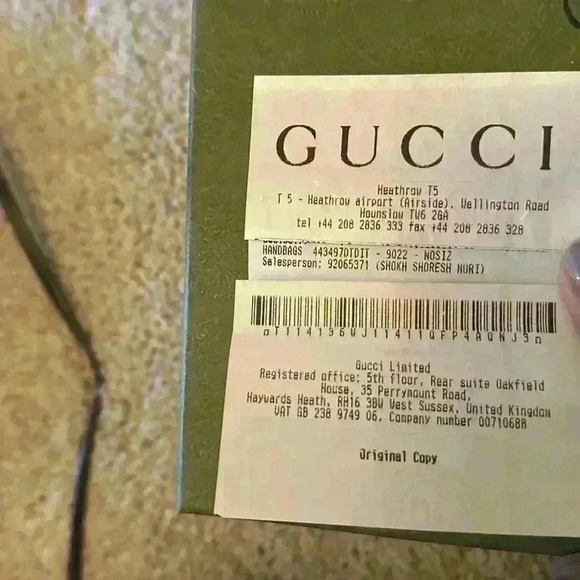 GUCCI
Heathrow T5
T 5 - Heathrow airport (Airside), Wellington Road
Hounslow TW6 2GA
tel +44 208 2836 333 fax +44 208 2836 328
HANDBAGS 443497DTDIT - 9022 - NOSIZ
Salesperson: 92065371 (SHOKH SHORESH NURI)
nT114136WJ11411QFP4AQNJ3n
Gucci Limited
Registered office: 5th floor, Rear suite Oakfield
House, 35 Perrymount Road,
Haywards Heath, RH16 3BW West Sussex, United Kingdom
VAT GB 238 9749 06, Company number 00710688
Original Copy